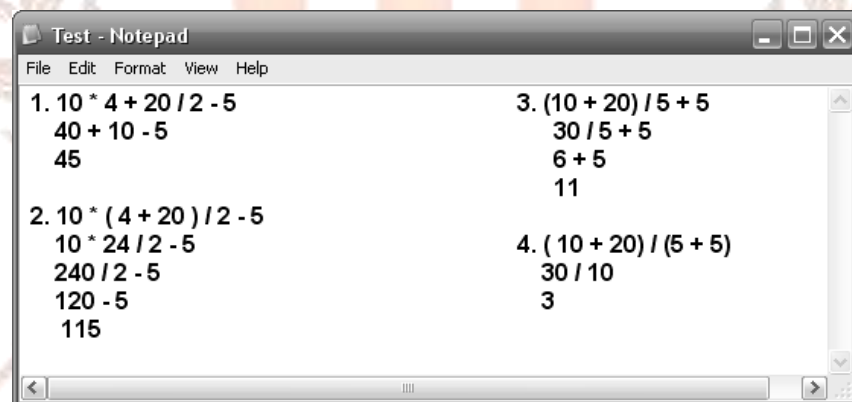 Test - Notepad
File Edit Format View Help
1. 10 * 4 + 20 / 2 - 5
40 + 10 - 5
45
2. 10 * ( 4 + 20 ) / 2 - 5
10 * 24 / 2 - 5
240 / 2 - 5
120 - 5
115
3. (10 + 20) / 5 + 5
30 / 5 + 5
6 + 5
11
4. ( 10 + 20) / (5 + 5)
30 / 10
3